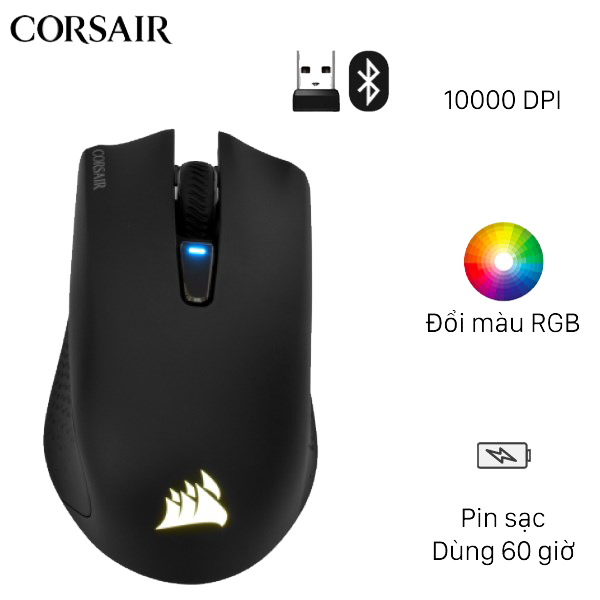 CORSAIR
10000 DPI
CORSAIR
Đổi màu RGB
Pin sạc
Dùng 60 giờ